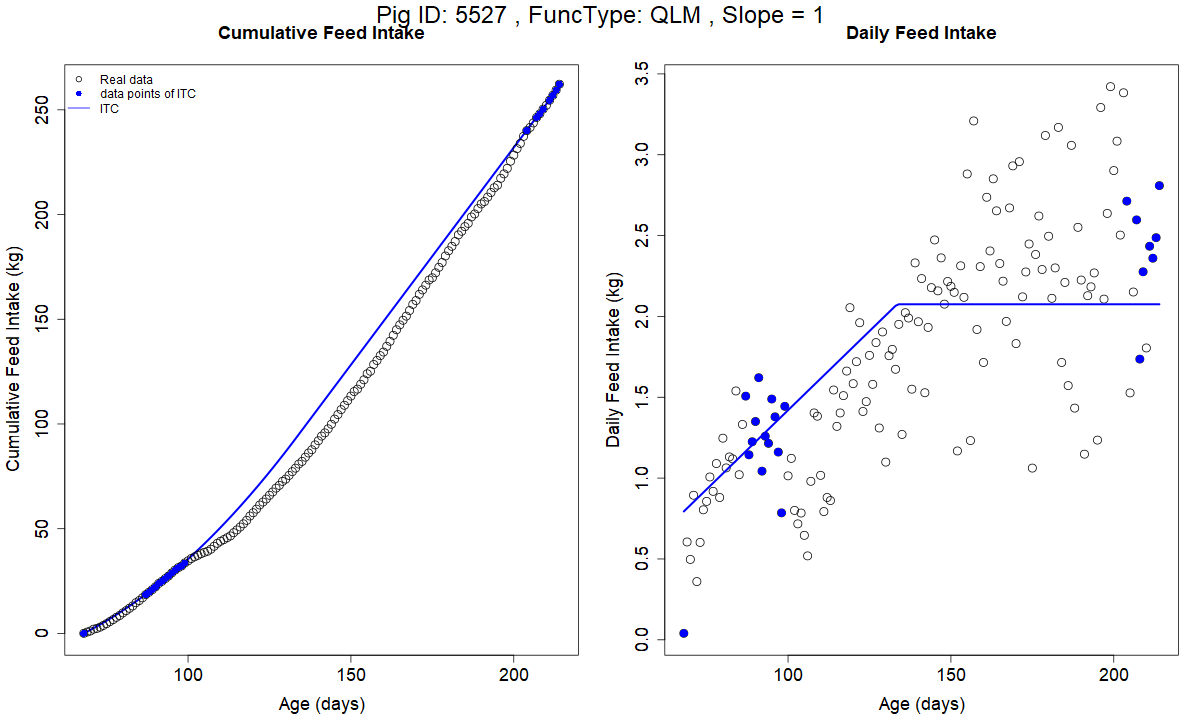 Pig ID: 5527 , FuncType: QLM , Slope = 1
Cumulative Feed Intake
Real data
data points of ITC
ITC
Cumulative Feed Intake (kg)
0
50
100
150
200
250
100
150
200
Age (days)
Daily Feed Intake
Daily Feed Intake (kg)
0.0
0.5
1.0
1.5
2.0
2.5
3.0
3.5
100
150
200
Age (days)